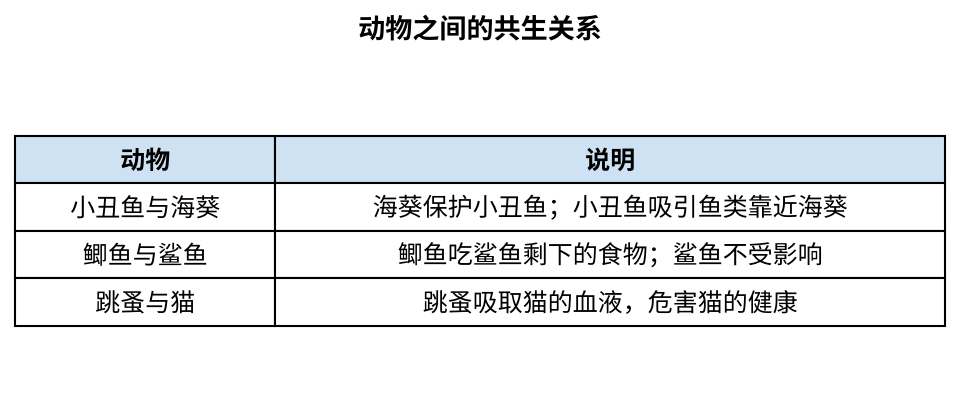 动物之间的共生关系
动物 说明
小丑鱼与海葵 海葵保护小丑鱼；小丑鱼吸引鱼类靠近海葵
鲫鱼与鲨鱼 鲫鱼吃鲨鱼剩下的食物；鲨鱼不受影响
跳蚤与猫 跳蚤吸取猫的血液，危害猫的健康